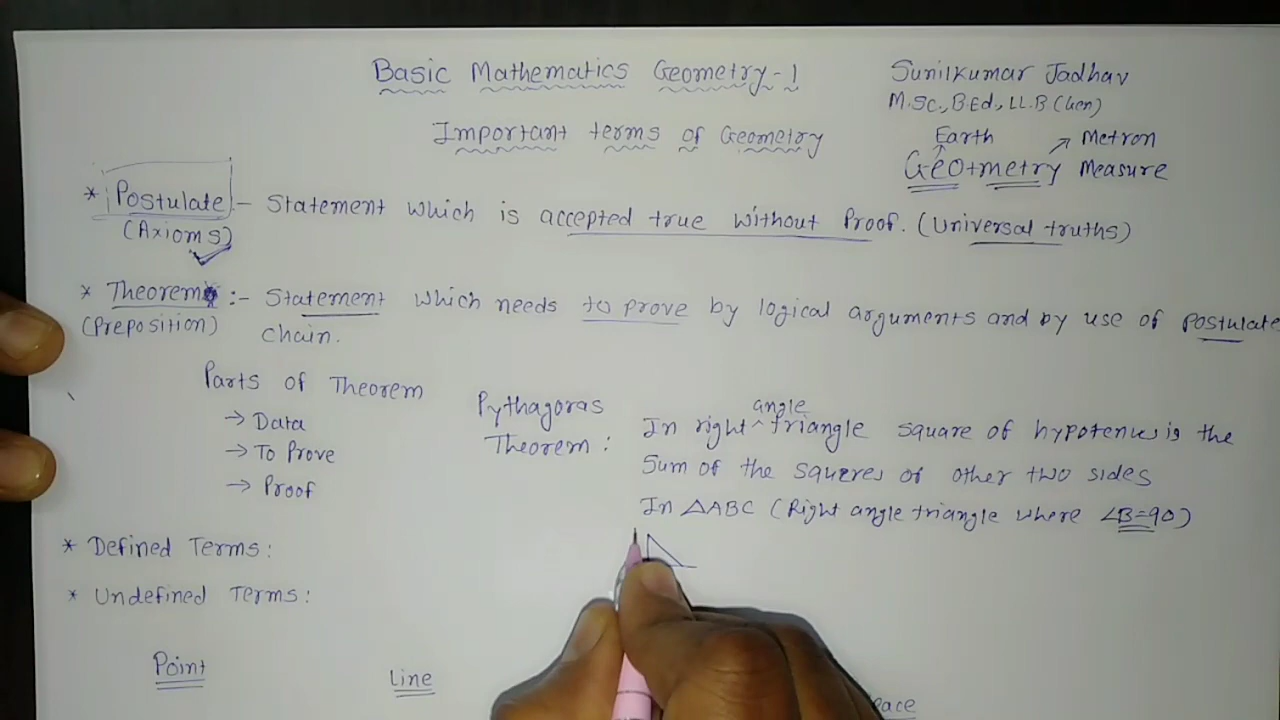 Basic Mathematics Geometry-1
Sunilkumar Jadhav
M.Sc., B.Ed., LL.B (Gen)
Important terms of Geometry
Earth
Metron
Geo+metry Measure
* Postulate :- Statement which is accepted true without Proof. (Universal truths)
(Axioms)
* Theorem :- Statement which needs to prove by logical arguments and by use of Postulate
(Preposition) chain.
Parts of Theorem
→ Data
→ To Prove
→ Proof
Pythagoras
Theorem :
In right ^ angle triangle square of hypotenus is the
Sum of the squares of other two sides
In △ABC (Right angle triangle where ∠B=90)
* Defined Terms :
* Undefined Terms :
Point
Line